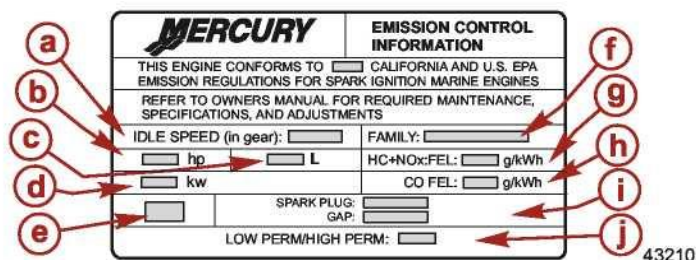 MERCURY
EMISSION CONTROL
INFORMATION
THIS ENGINE CONFORMS TO CALIFORNIA AND U.S. EPA
EMISSION REGULATIONS FOR SPARK IGNITION MARINE ENGINES
REFER TO OWNERS MANUAL FOR REQUIRED MAINTENANCE,
SPECIFICATIONS, AND ADJUSTMENTS
IDLE SPEED (in gear): FAMILY:
hp L HC+NOx:FEL: g/kWh
kw CO FEL: g/kWh
SPARK PLUG:
GAP:
LOW PERM/HIGH PERM:
a
b
c
d
e
f
g
h
i
j
43210